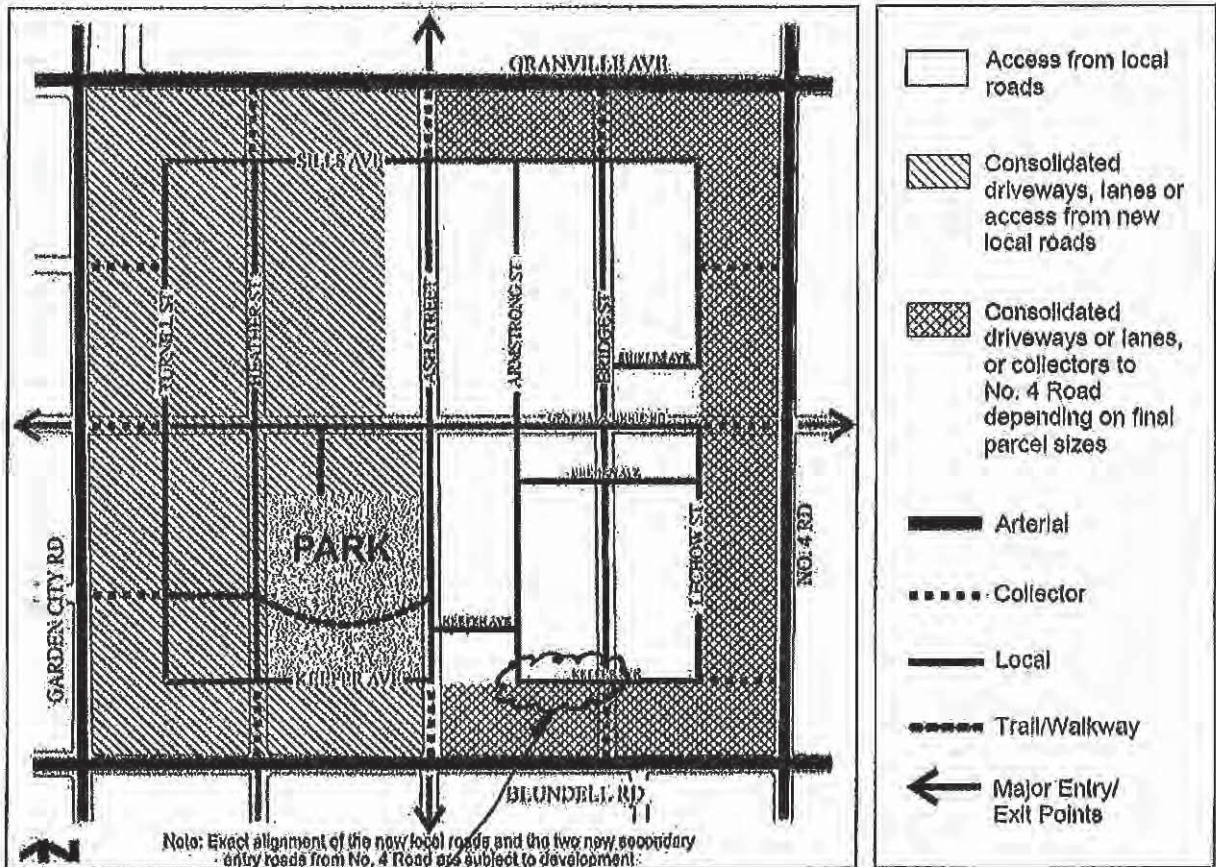 GRANVILLE AVE
SILLS AVE
HEATHER ST
ASH STREET
ARMSTRONG ST
BRIDGE ST
SHIELDS AVE
PARK
GARDEN CITY RD
LECHOW ST
NO. 4 RD
KEEFER AVE
KEEFER AVE
BLUNDELL RD
Note: Exact alignment of the new local roads and the two new secondary
entry roads from No. 4 Road are subject to development
Access from local
roads
Consolidated
driveways, lanes or
access from new
local roads
Consolidated
driveways or lanes,
or collectors to
No. 4 Road
depending on final
parcel sizes
Arterial
Collector
Local
Trail/Walkway
Major Entry/
Exit Points